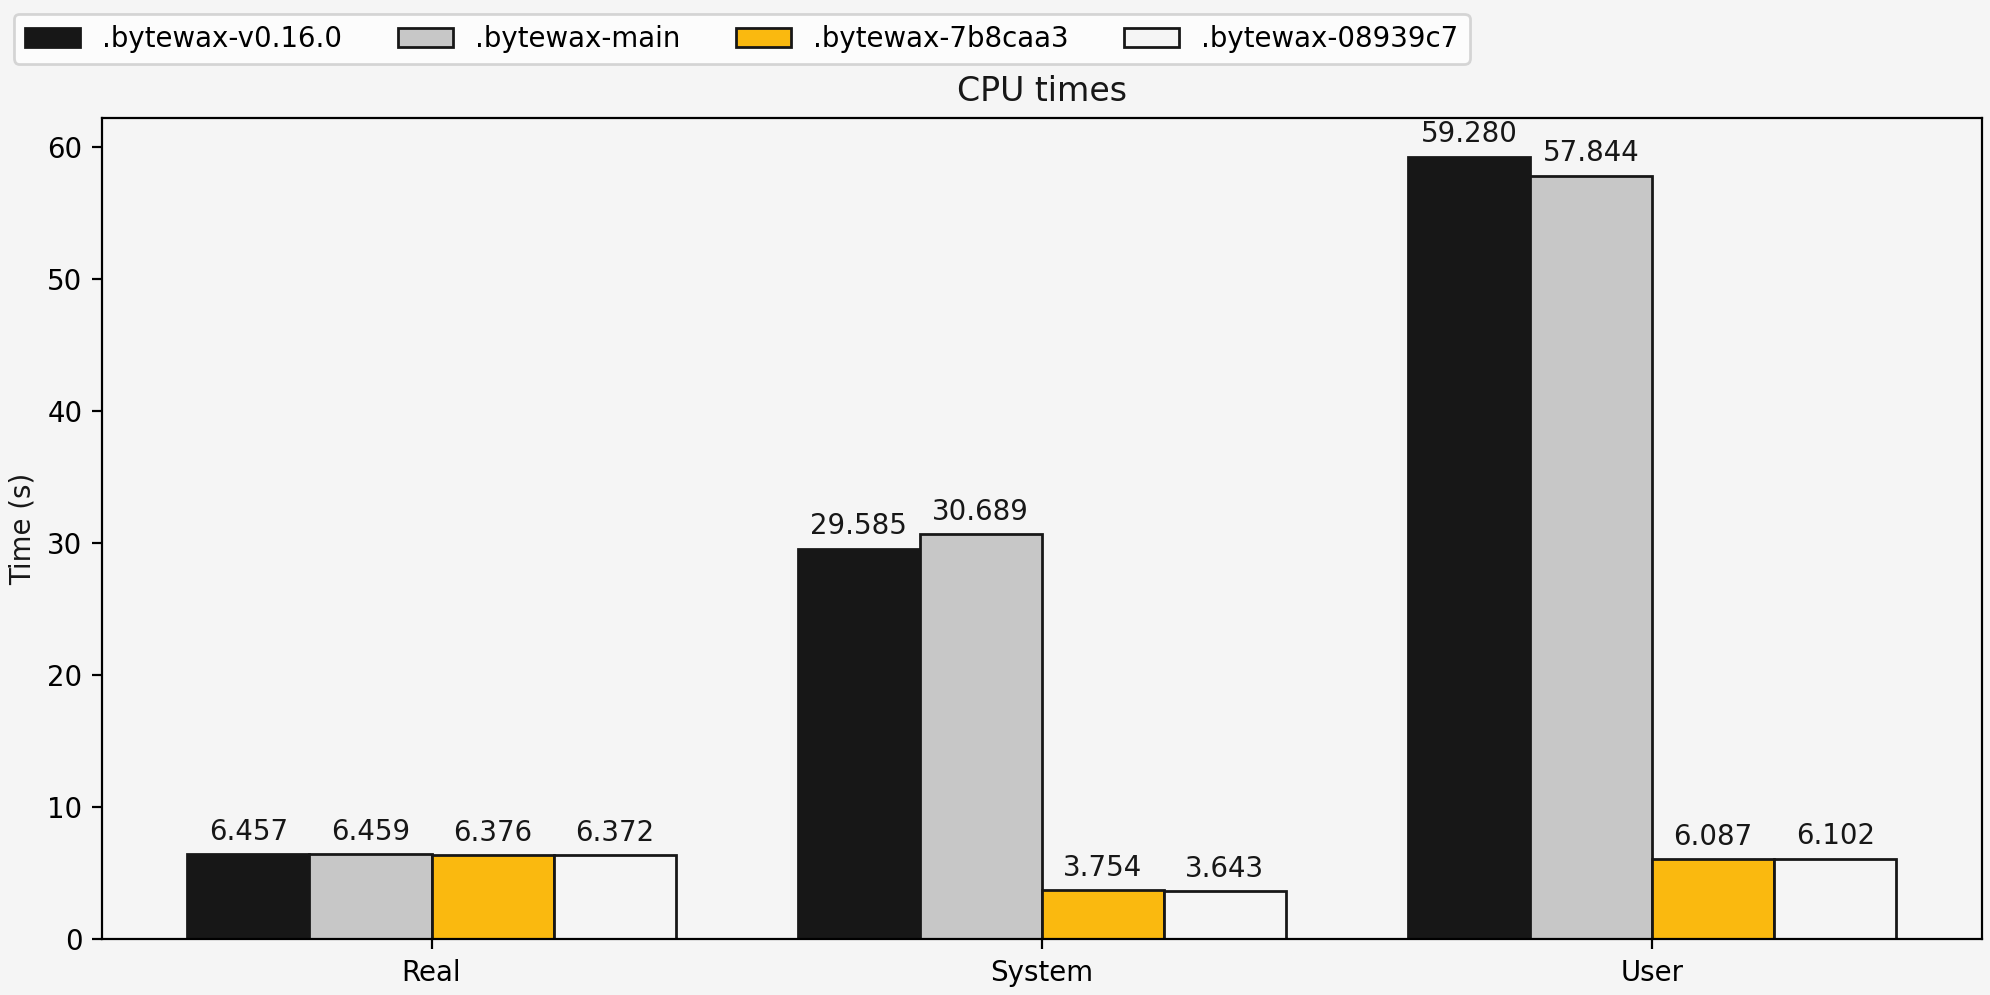 .bytewax-v0.16.0 .bytewax-main .bytewax-7b8caa3 .bytewax-08939c7
CPU times
Time (s)
60
50
40
30
20
10
0
6.457 6.459 6.376 6.372
29.585 30.689 3.754 3.643
59.280 57.844 6.087 6.102
Real System User